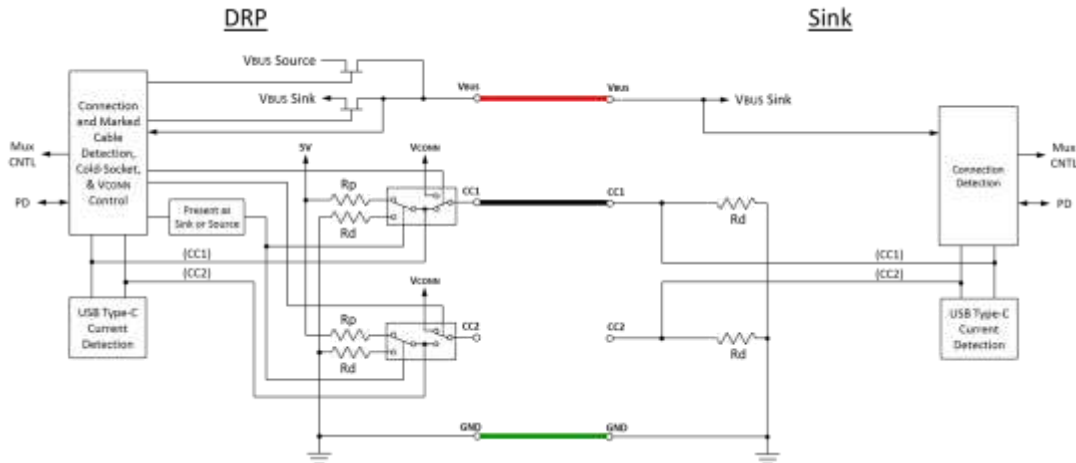 DRP
Sink
VBUS Source
VBUS Sink
VBUS
VBUS
VBUS Sink
Connection
and Marked
Cable
Detection,
Cold-Socket,
& VCONN
Control
Mux
CNTL
PD
Present as
Sink or Source
5V
VCONN
Rp
Rd
CC1
CC1
Rd
Connection
Detection
Mux
CNTL
PD
(CC1)
(CC2)
(CC1)
(CC2)
VCONN
Rp
Rd
CC2
CC2
Rd
USB Type-C
Current
Detection
USB Type-C
Current
Detection
GND
GND